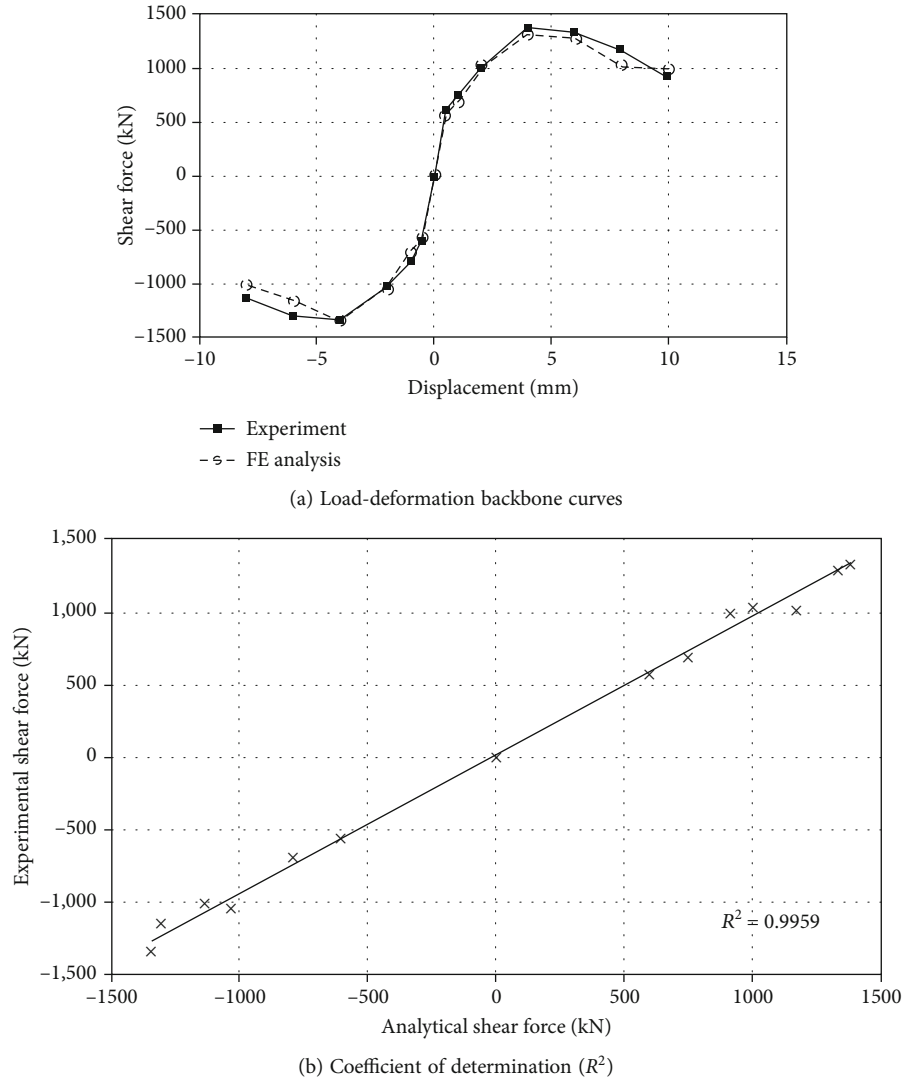 1500
1000
500
0
−500
−1000
−1500
Shear force (kN)
−10 −5 0 5 10 15
Displacement (mm)
Experiment
FE analysis
(a) Load-deformation backbone curves
1,500
1,000
500
0
−500
−1,000
−1,500
Experimental shear force (kN)
R² = 0.9959
−1500 −1000 −500 0 500 1000 1500
Analytical shear force (kN)
(b) Coefficient of determination (R²)